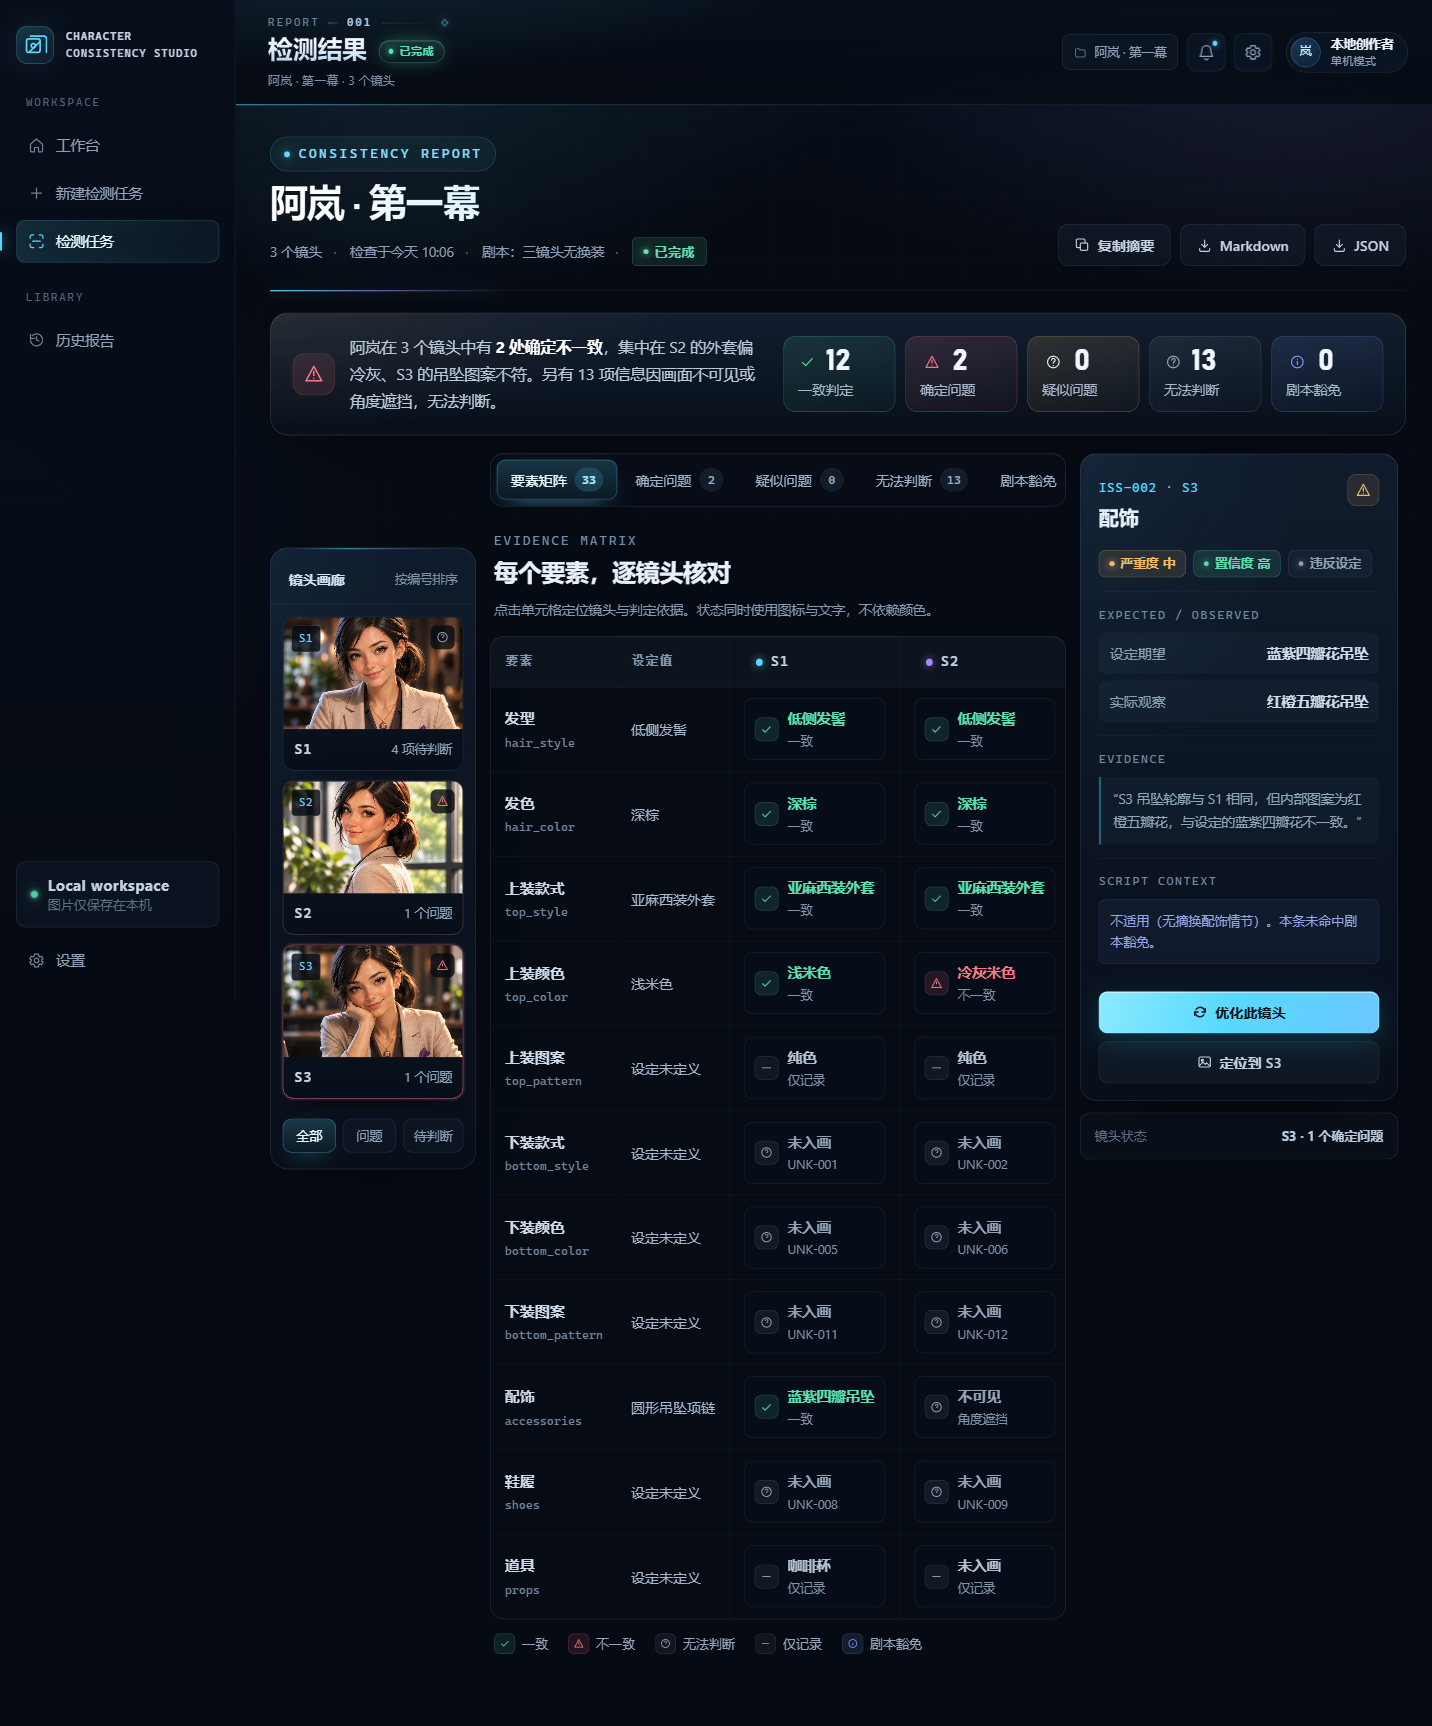 CHARACTER
CONSISTENCY STUDIO
WORKSPACE
工作台
新建检测任务
检测任务
LIBRARY
历史报告
Local workspace
图片仅保存在本机
设置
REPORT — 001
检测结果
已完成
阿岚 · 第一幕 · 3 个镜头
阿岚 · 第一幕
岚
本地创作者
单机模式
CONSISTENCY REPORT
阿岚 · 第一幕
3 个镜头 · 检查于今天 10:06 · 剧本：三镜头无换装 · 已完成
复制摘要
Markdown
JSON
阿岚在 3 个镜头中有 2 处确定不一致，集中在 S2 的外套偏
冷灰、S3 的吊坠图案不符。另有 13 项信息因画面不可见或
角度遮挡，无法判断。
12
一致判定
2
确定问题
0
疑似问题
13
无法判断
0
剧本豁免
镜头画廊
按编号排序
S1
S1
4 项待判断
S2
S2
1 个问题
S3
S3
1 个问题
全部
问题
待判断
要素矩阵 33
确定问题 2
疑似问题 0
无法判断 13
剧本豁免
EVIDENCE MATRIX
每个要素，逐镜头核对
点击单元格定位镜头与判定依据。状态同时使用图标与文字，不依赖颜色。
要素
设定值
S1
S2
发型
hair_style
低侧发髻
低侧发髻
一致
低侧发髻
一致
发色
hair_color
深棕
深棕
一致
深棕
一致
上装款式
top_style
亚麻西装外套
亚麻西装外套
一致
亚麻西装外套
一致
上装颜色
top_color
浅米色
浅米色
一致
冷灰米色
不一致
上装图案
top_pattern
设定未定义
纯色
仅记录
纯色
仅记录
下装款式
bottom_style
设定未定义
未入画
UNK-001
未入画
UNK-002
下装颜色
bottom_color
设定未定义
未入画
UNK-005
未入画
UNK-006
下装图案
bottom_pattern
设定未定义
未入画
UNK-011
未入画
UNK-012
配饰
accessories
圆形吊坠项链
蓝紫四瓣吊坠
一致
不可见
角度遮挡
鞋履
shoes
设定未定义
未入画
UNK-008
未入画
UNK-009
道具
props
设定未定义
咖啡杯
仅记录
未入画
仅记录
一致
不一致
无法判断
仅记录
剧本豁免
ISS-002 · S3
配饰
严重度 中
置信度 高
违反设定
EXPECTED / OBSERVED
设定期望
蓝紫四瓣花吊坠
实际观察
红橙五瓣花吊坠
EVIDENCE
“S3 吊坠轮廓与 S1 相同，但内部图案为红
橙五瓣花，与设定的蓝紫四瓣花不一致。”
SCRIPT CONTEXT
不适用（无摘换配饰情节）。本条未命中剧
本豁免。
优化此镜头
定位到 S3
镜头状态
S3 · 1 个确定问题